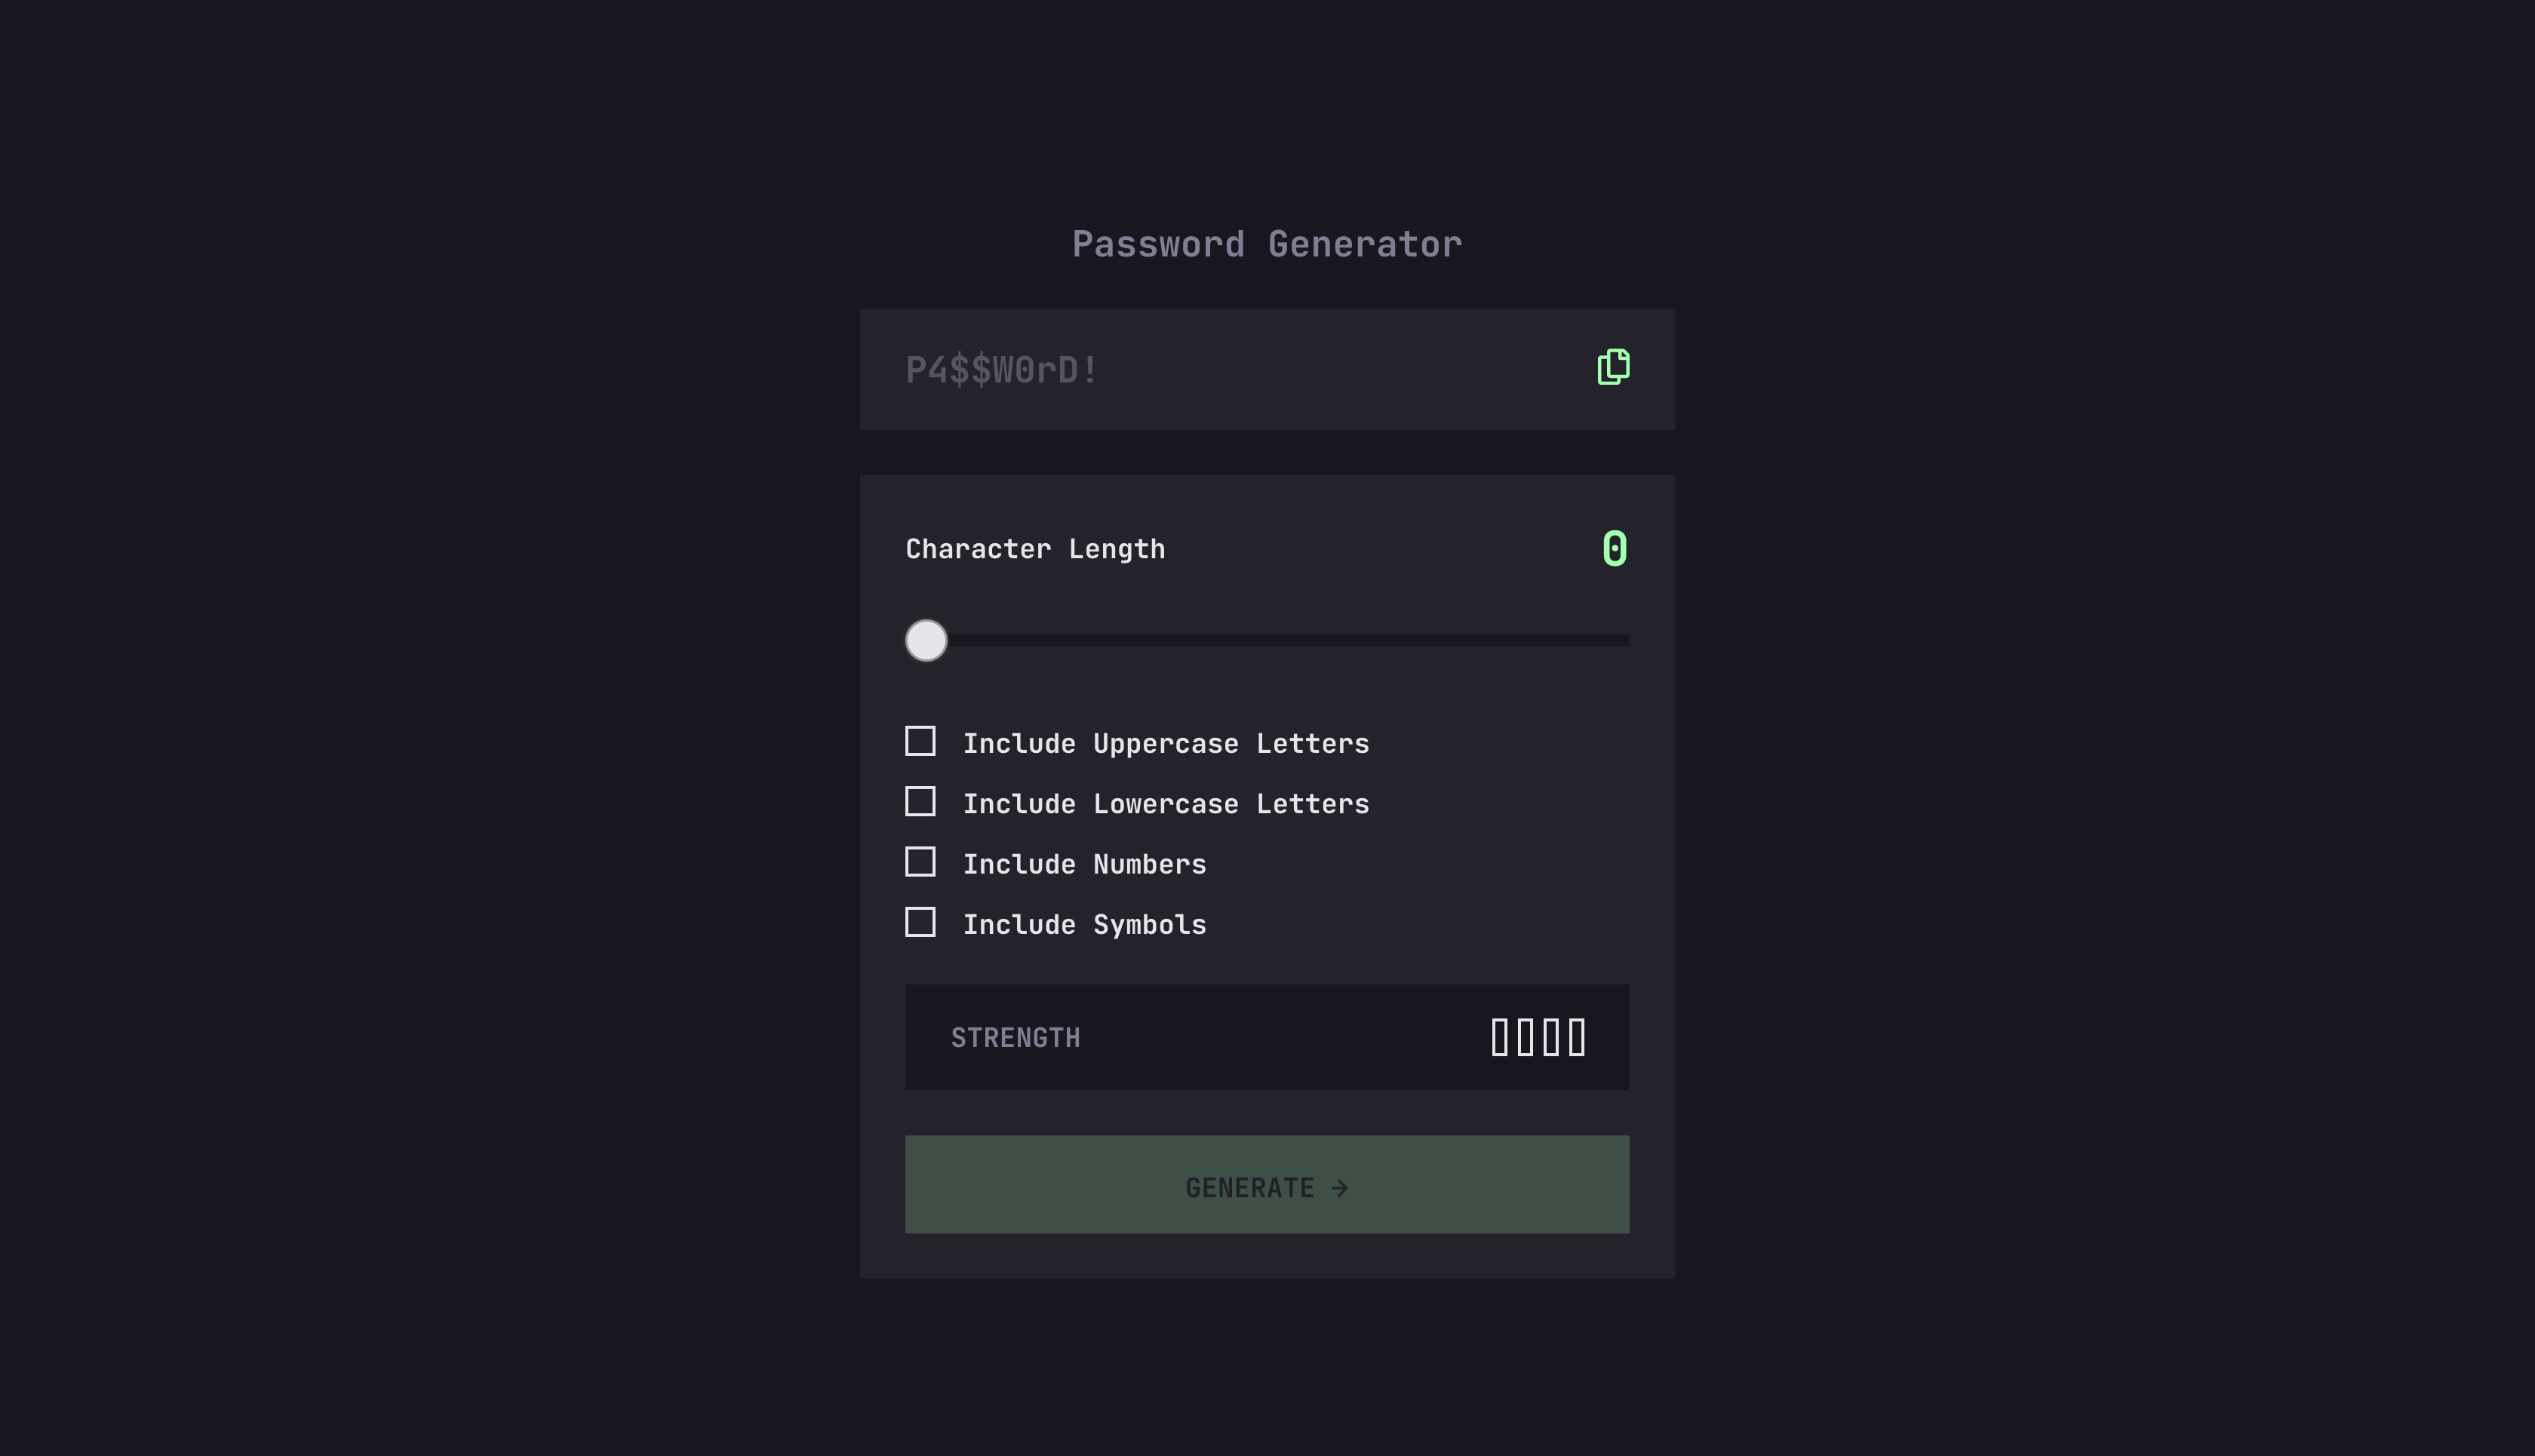 Password Generator
P4$$W0rD!
Character Length
0
Include Uppercase Letters
Include Lowercase Letters
Include Numbers
Include Symbols
STRENGTH
GENERATE →